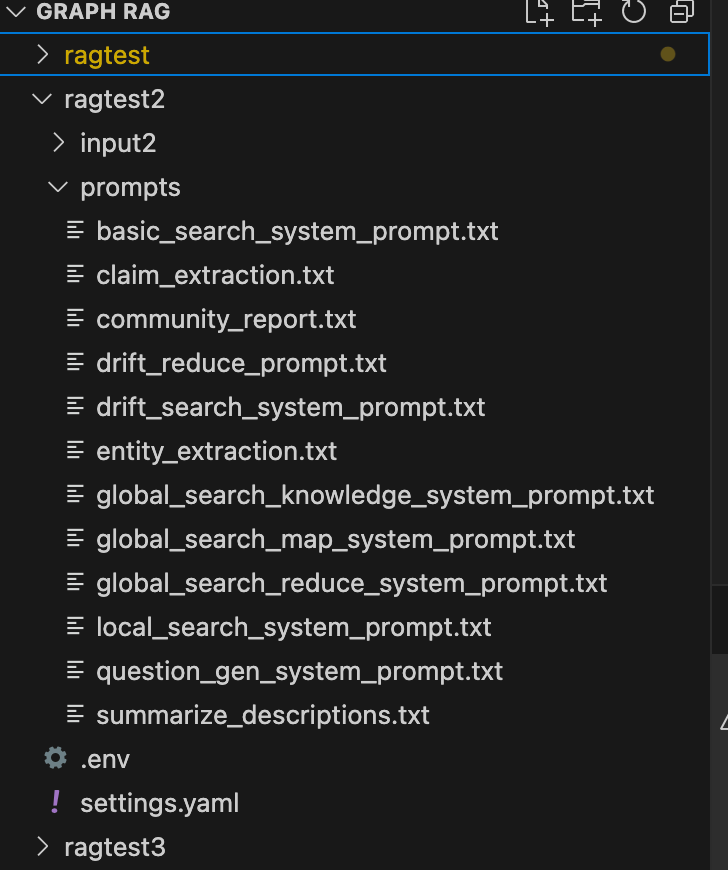 GRAPH RAG
ragtest
ragtest2
input2
prompts
basic_search_system_prompt.txt
claim_extraction.txt
community_report.txt
drift_reduce_prompt.txt
drift_search_system_prompt.txt
entity_extraction.txt
global_search_knowledge_system_prompt.txt
global_search_map_system_prompt.txt
global_search_reduce_system_prompt.txt
local_search_system_prompt.txt
question_gen_system_prompt.txt
summarize_descriptions.txt
.env
! settings.yaml
ragtest3